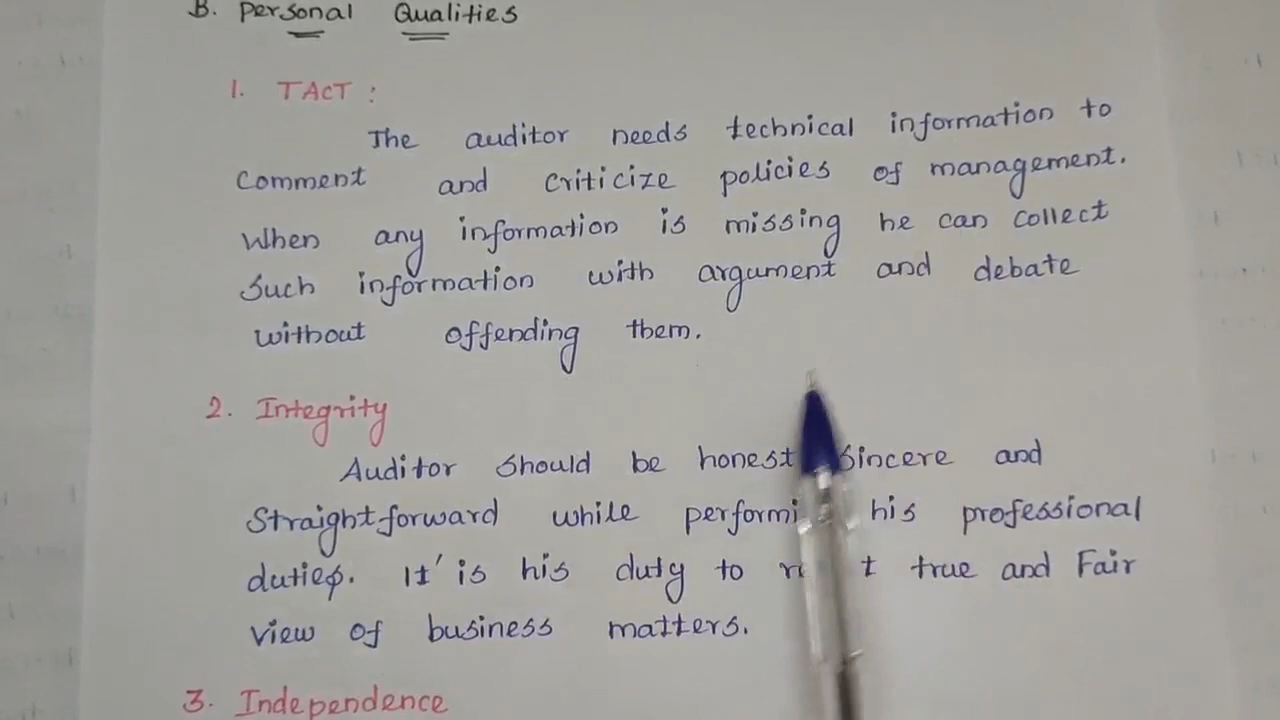 B. Personal Qualities
1. TAcT :
The auditor needs technical information to
Comment and criticize policies of management.
When any information is missing he can collect
Such information with argument and debate
without offending them.
2. Integrity
Auditor should be honest Sincere and
Straightforward while his professional
duties. It is his duty to true and Fair
view of business matters.
3. Independence